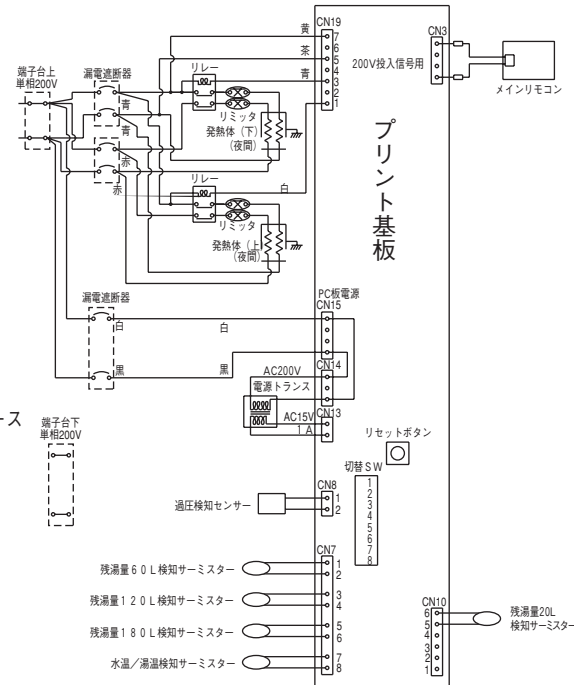 CN19
黄
7
6
茶
5
4
青
3
2
1
CN3
200V投入信号用
メインリモコン
端子台上
単相200V
漏電遮断器
青
青
赤
赤
リレー
リミッタ
発熱体(下)
(夜間)
リレー
白
リミッタ
発熱体(上)
(夜間)
プリント基板
漏電遮断器
白
白
黒
黒
PC板電源
CN15
CN14
AC200V
電源トランス
CN13
AC15V
1A
ース
端子台下
単相200V
リセットボタン
切替SW
1
2
3
4
5
6
7
8
CN8
過圧検知センサー
1
2
CN7
残湯量60L検知サーミスター
1
2
残湯量120L検知サーミスター
3
4
残湯量180L検知サーミスター
5
6
水温/湯温検知サーミスター
7
8
CN10
6
5
4
3
2
1
残湯量20L
検知サーミスター